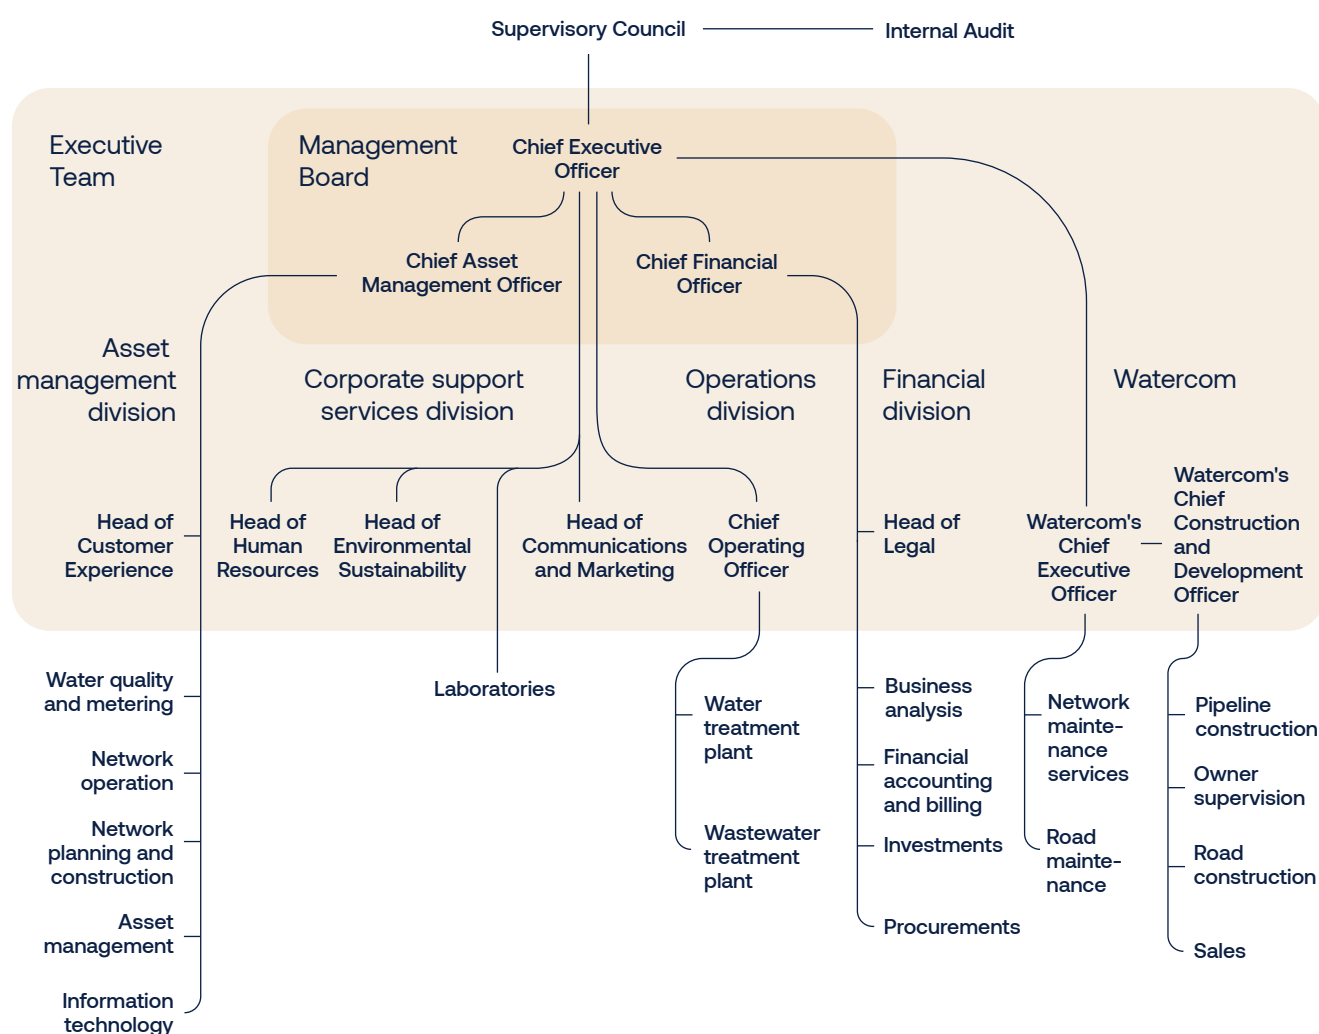 Supervisory Council
Internal Audit
Executive
Team
Management
Board
Chief Executive
Officer
Chief Asset
Management Officer
Chief Financial
Officer
Asset
management
division
Corporate support
services division
Operations
division
Financial
division
Watercom
Head of
Customer
Experience
Head of
Human
Resources
Head of
Environmental
Sustainability
Head of
Communications
and Marketing
Chief
Operating
Officer
Head of
Legal
Watercom's
Chief
Executive
Officer
Watercom's
Chief
Construction
and
Development
Officer
Water quality
and metering
Network
operation
Network
planning and
construction
Asset
management
Information
technology
Laboratories
Water
treatment
plant
Wastewater
treatment
plant
Business
analysis
Financial
accounting
and billing
Investments
Procurements
Network
mainte-
nance
services
Road
mainte-
nance
Pipeline
construction
Owner
supervision
Road
construction
Sales